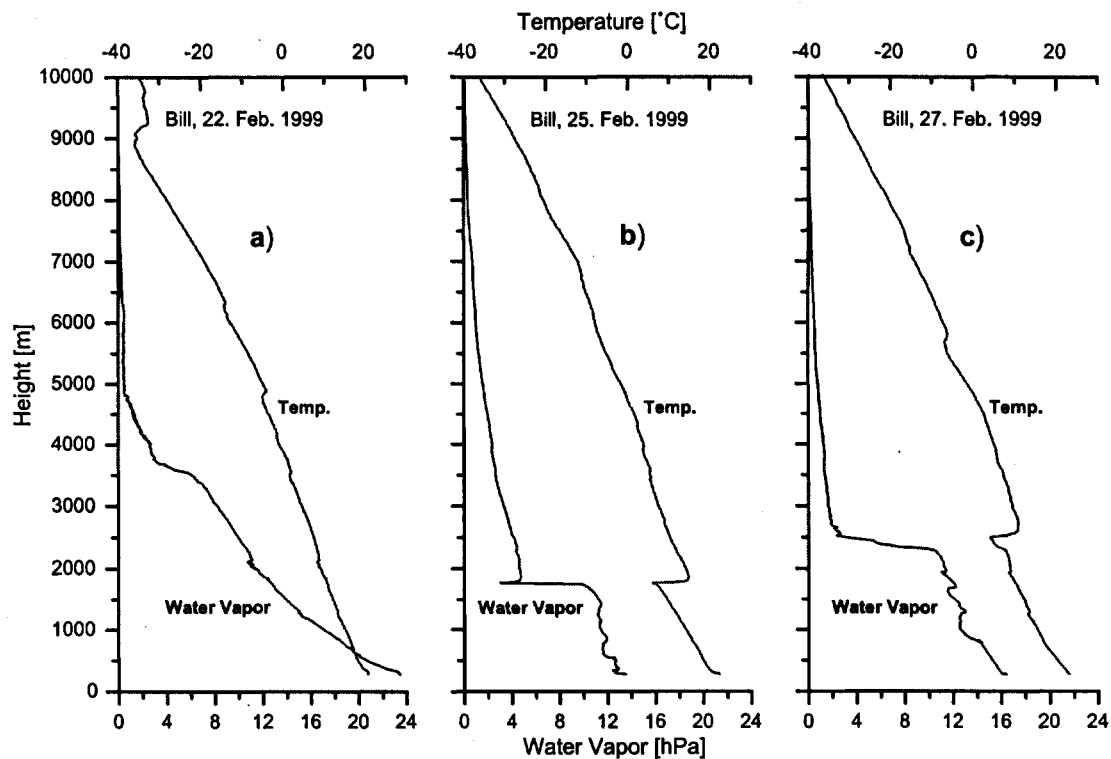 Temperature [˚C]
-40 -20 0 20 -40 -20 0 20 -40 -20 0 20
10000
Bill, 22. Feb. 1999 Bill, 25. Feb. 1999 Bill, 27. Feb. 1999
9000
8000
a) b) c)
7000
6000
5000
Temp. Temp. Temp.
Height [m]
4000
3000
2000
Water Vapor Water Vapor Water Vapor
1000
0
0 4 8 12 16 20 24 0 4 8 12 16 20 24 0 4 8 12 16 20 24
Water Vapor [hPa]